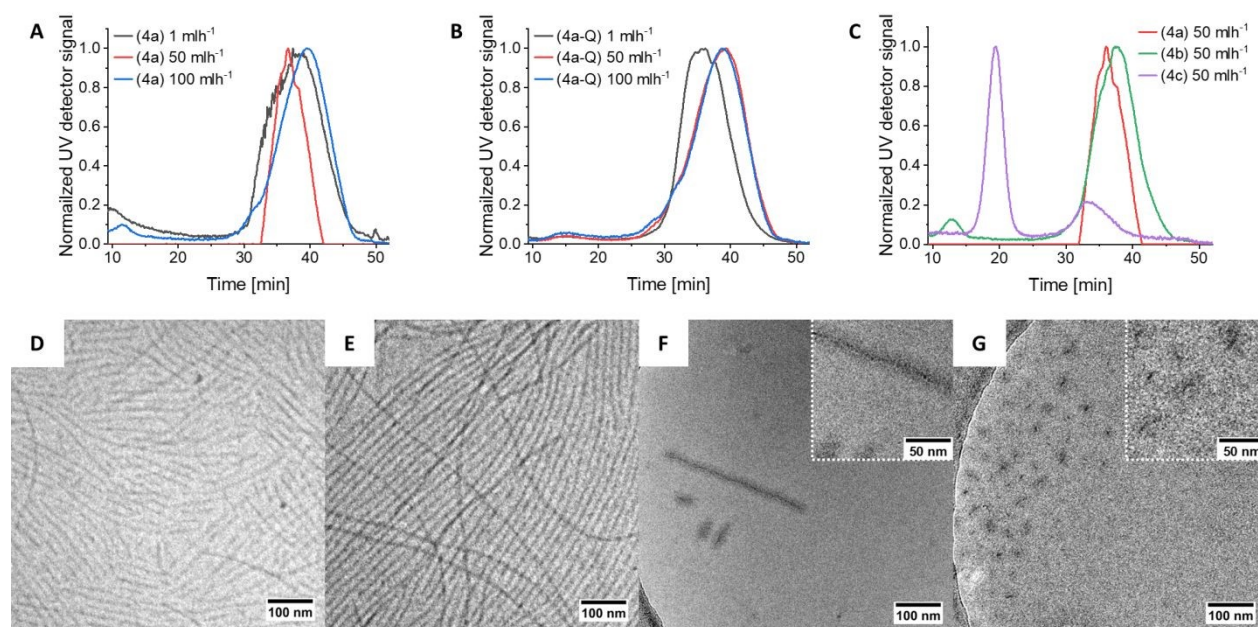 A
(4a) 1 mlh⁻¹
(4a) 50 mlh⁻¹
(4a) 100 mlh⁻¹
Normailzed UV detector signal
1.0
0.8
0.6
0.4
0.2
0.0
10 20 30 40 50
Time [min]
B
(4a-Q) 1 mlh⁻¹
(4a-Q) 50 mlh⁻¹
(4a-Q) 100 mlh⁻¹
Normailzed UV detector signal
1.0
0.8
0.6
0.4
0.2
0.0
10 20 30 40 50
Time [min]
C
(4a) 50 mlh⁻¹
(4b) 50 mlh⁻¹
(4c) 50 mlh⁻¹
Normailzed UV detector signal
1.0
0.8
0.6
0.4
0.2
0.0
10 20 30 40 50
Time [min]
D
100 nm
E
100 nm
F
50 nm
100 nm
G
50 nm
100 nm